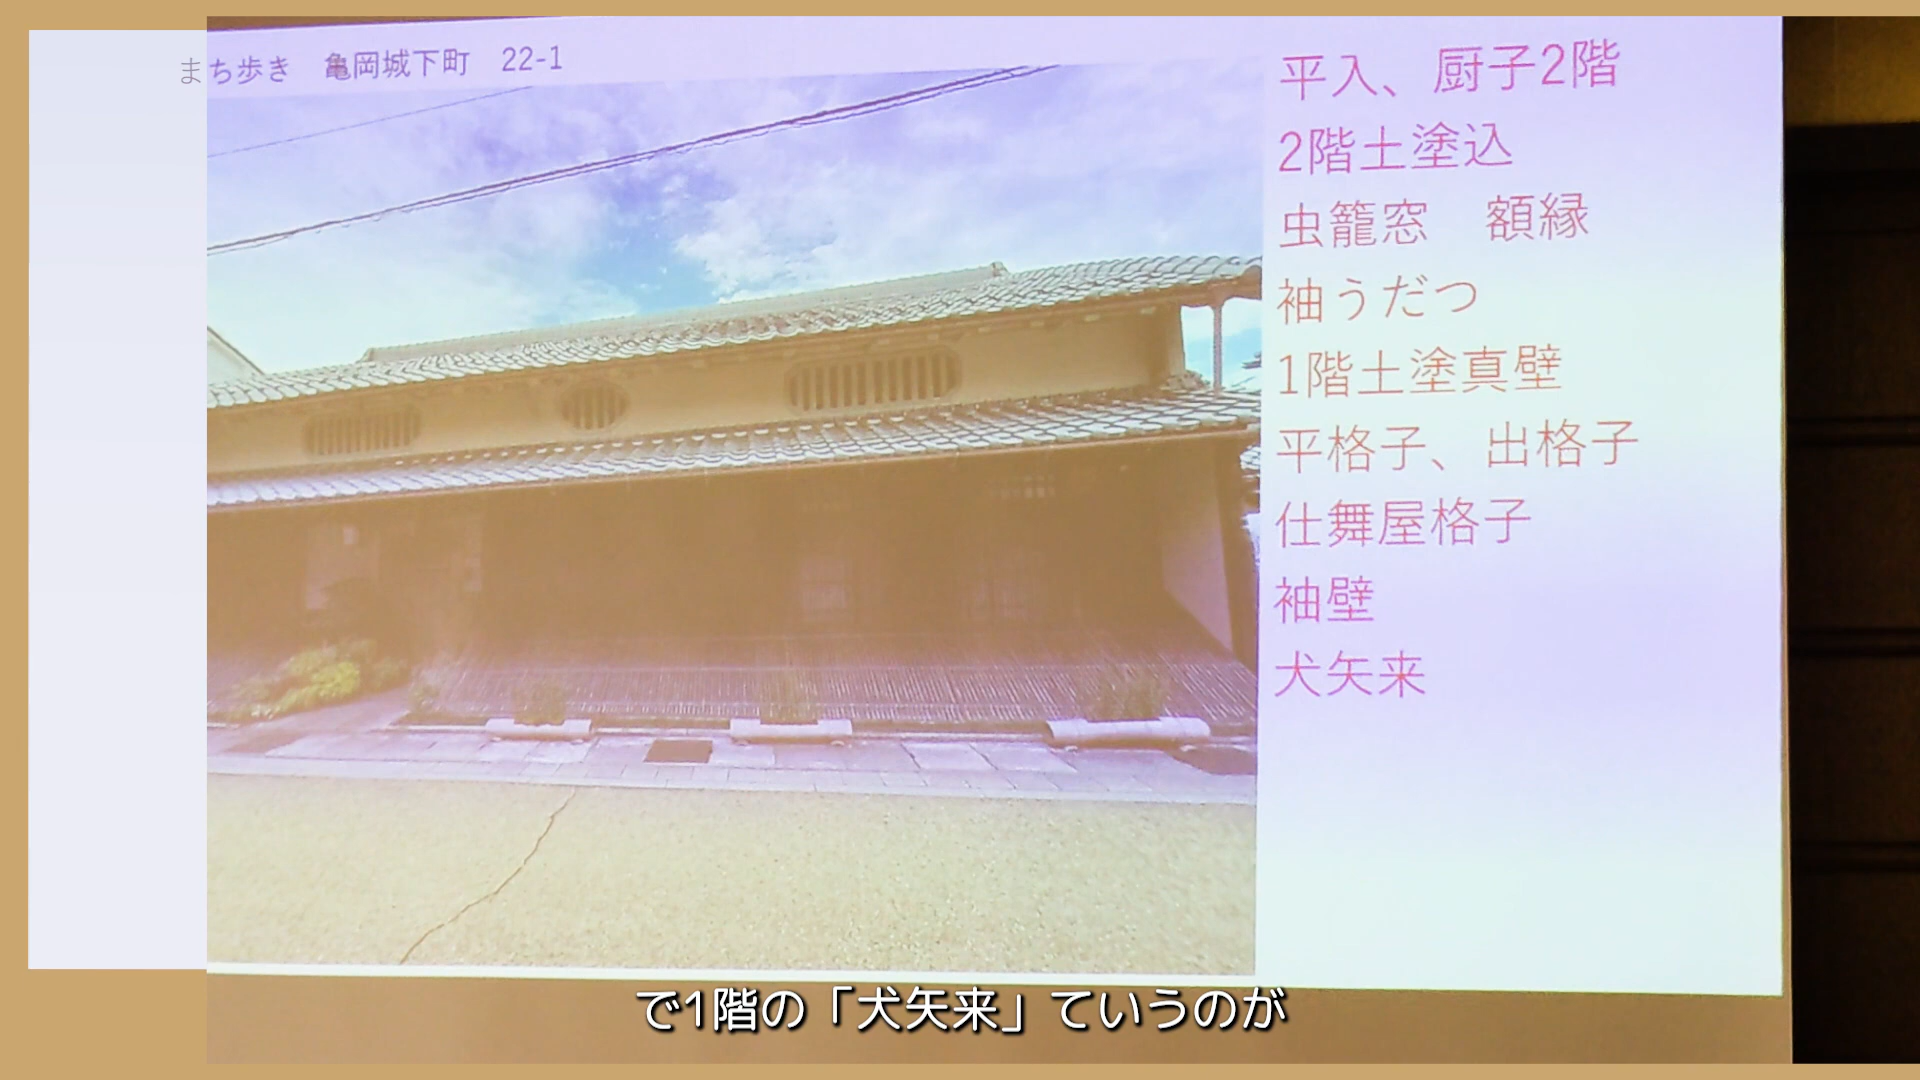 まち歩き　亀岡城下町　22-1
平入、厨子2階
2階土塗込
虫籠窓　額縁
袖うだつ
1階土塗真壁
平格子、出格子
仕舞屋格子
袖壁
犬矢来
で1階の「犬矢来」ていうのが